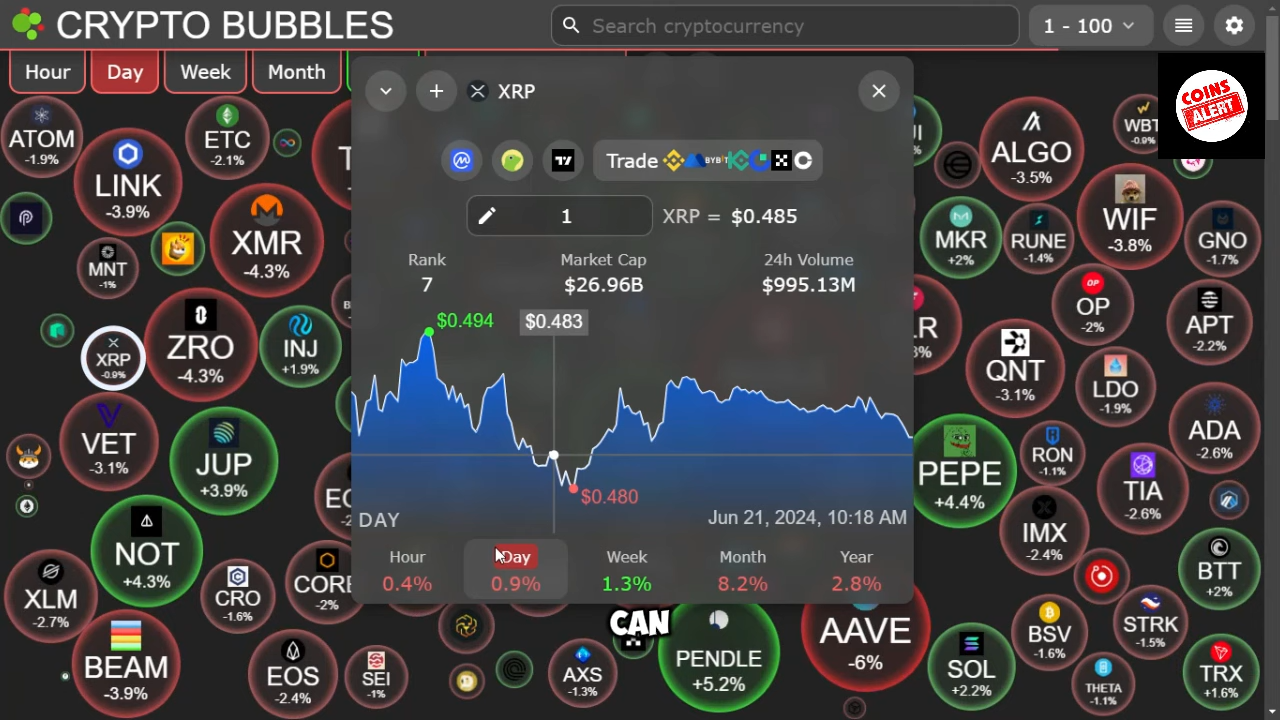 CRYPTO BUBBLES
Search cryptocurrency
1 - 100
Hour
Day
Week
Month
COINS
ALERT
XRP
Trade
BYBIT
1
XRP = $0.485
Rank
Market Cap
24h Volume
7
$26.96B
$995.13M
$0.494
$0.483
$0.480
DAY
Jun 21, 2024, 10:18 AM
Hour
Day
Week
Month
Year
0.4%
0.9%
1.3%
8.2%
2.8%
CAN
ATOM
-1.9%
ETC
-2.1%
LINK
-3.9%
XMR
-4.3%
MNT
-1%
XRP
-0.9%
ZRO
-4.3%
INJ
+1.9%
VET
-3.1%
JUP
+3.9%
NOT
+4.3%
XLM
-2.7%
CRO
-1.6%
CORE
-2%
BEAM
-3.9%
EOS
-2.4%
SEI
-1%
AXS
-1.3%
PENDLE
+5.2%
AAVE
-6%
SOL
+2.2%
ALGO
-3.5%
WBT
-0.9%
WIF
-3.8%
MKR
+2%
RUNE
-1.4%
GNO
-1.7%
OP
-2%
APT
-2.2%
QNT
-3.1%
LDO
-1.9%
ADA
-2.6%
PEPE
+4.4%
RON
-1.1%
TIA
-2.6%
IMX
-2.4%
BTT
+2%
BSV
-1.6%
STRK
-1.5%
THETA
-1.1%
TRX
+1.6%